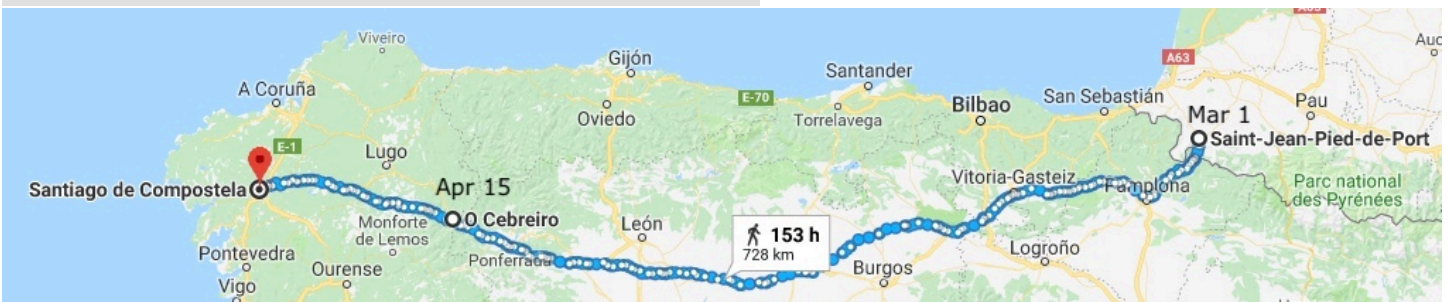 A63
Viveiro
Gijón
Santander
A63
A Coruña
E-70
Bilbao
San Sebastián
Pau
Oviedo
Torrelavega
Mar 1
E-1
Saint-Jean-Pied-de-Port
Lugo
Santiago de Compostela
Apr 15
Vitoria-Gasteiz
Pamplona
Parc national
des Pyrénées
O Cebreiro
Monforte
de Lemos
León
153 h
728 km
Pontevedra
Ponferrada
Logroño
Ourense
Burgos
Vigo